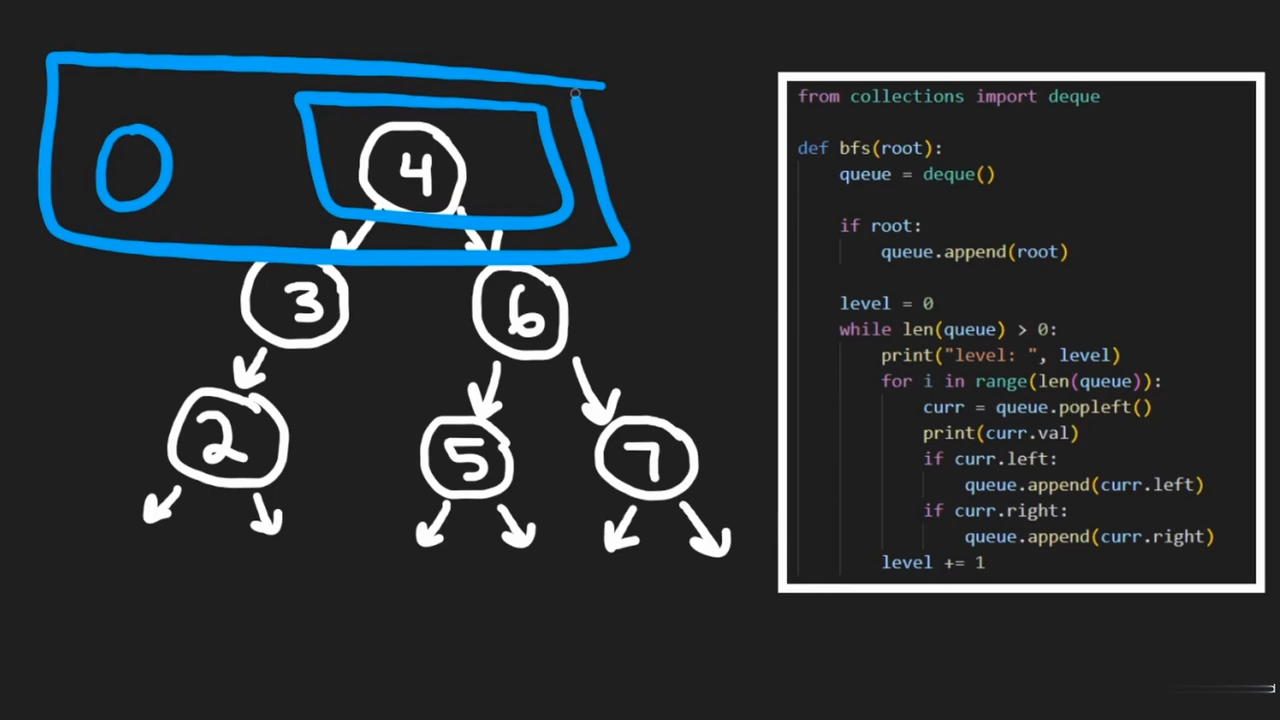 0 4
3 6
2 5 7
from collections import deque
def bfs(root):
queue = deque()
if root:
queue.append(root)
level = 0
while len(queue) > 0:
print("level: ", level)
for i in range(len(queue)):
curr = queue.popleft()
print(curr.val)
if curr.left:
queue.append(curr.left)
if curr.right:
queue.append(curr.right)
level += 1